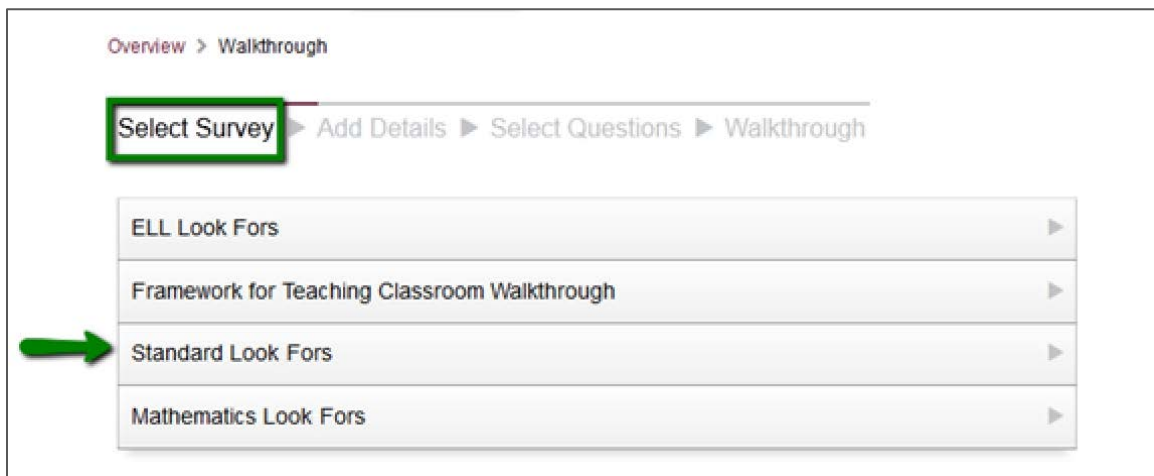 Overview > Walkthrough
Select Survey ▶ Add Details ▶ Select Questions ▶ Walkthrough
ELL Look Fors
Framework for Teaching Classroom Walkthrough
Standard Look Fors
Mathematics Look Fors